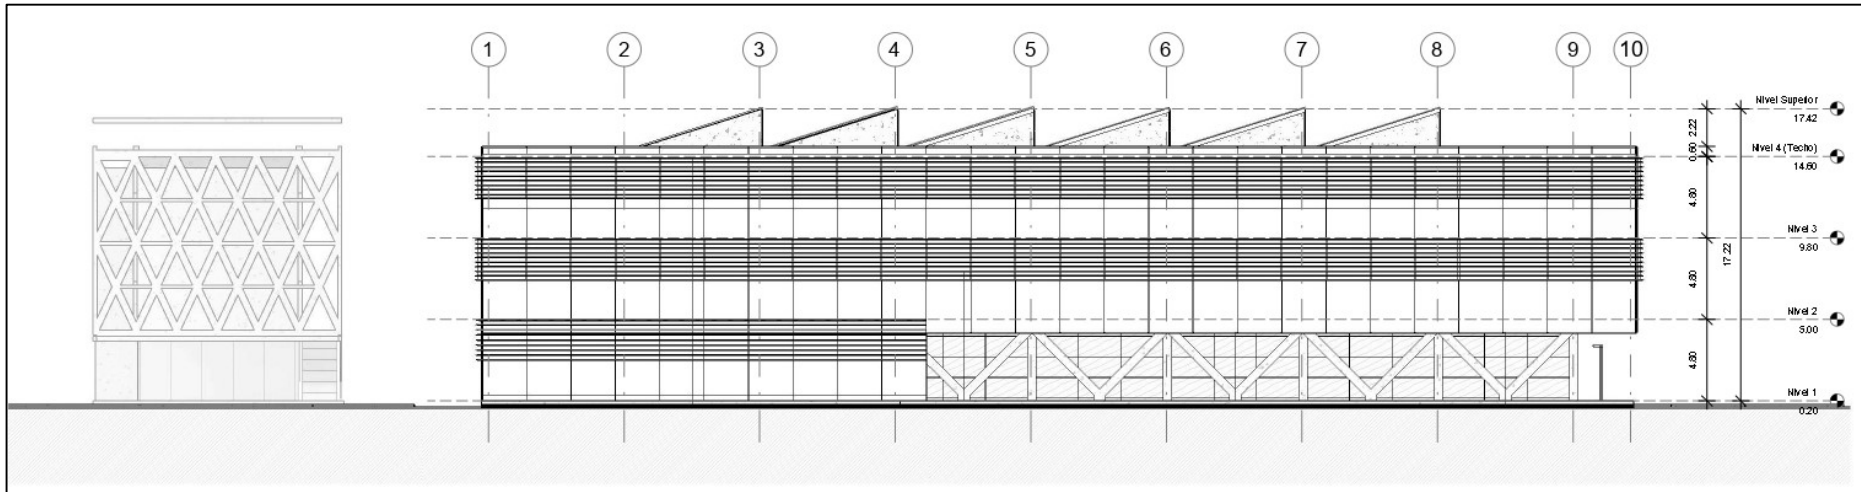 1 2 3 4 5 6 7 8 9 10
Nivel Superior
17.42
2.22
0.60
Nivel 4 (Techo)
14.60
4.80
Nivel 3
9.80
17.22
4.80
Nivel 2
5.00
4.80
Nivel 1
0.20